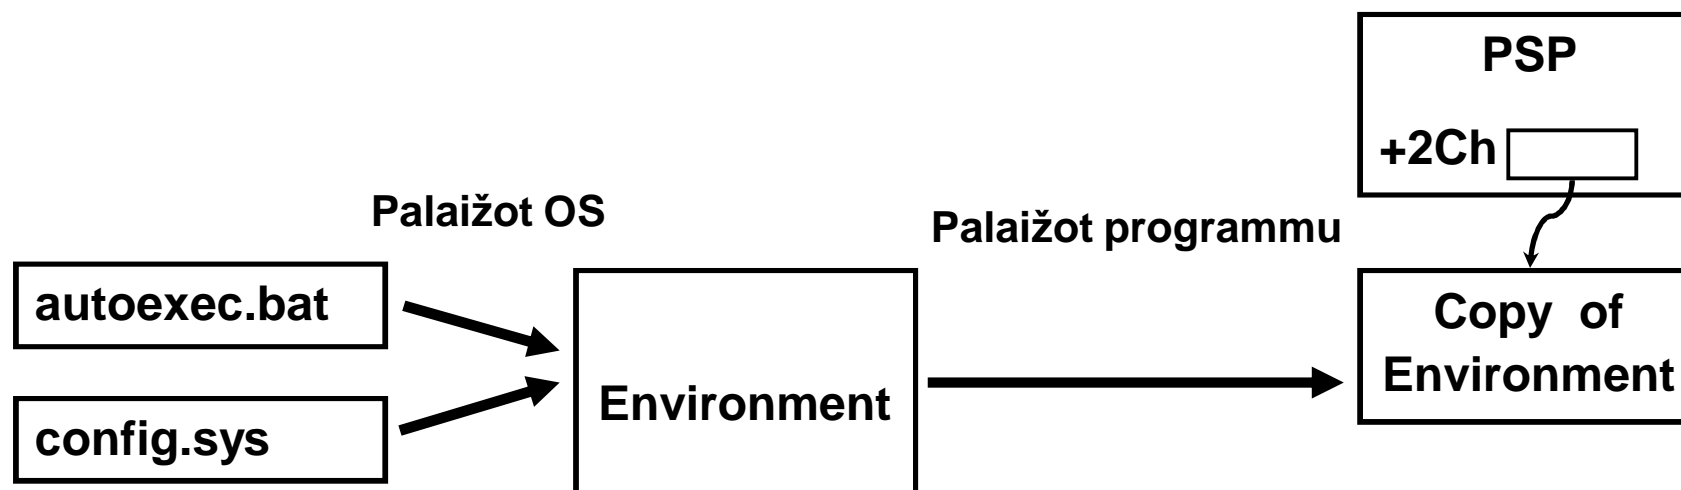 PSP
+2Ch
Palaižot OS
Palaižot programmu
autoexec.bat
config.sys
Environment
Copy of
Environment